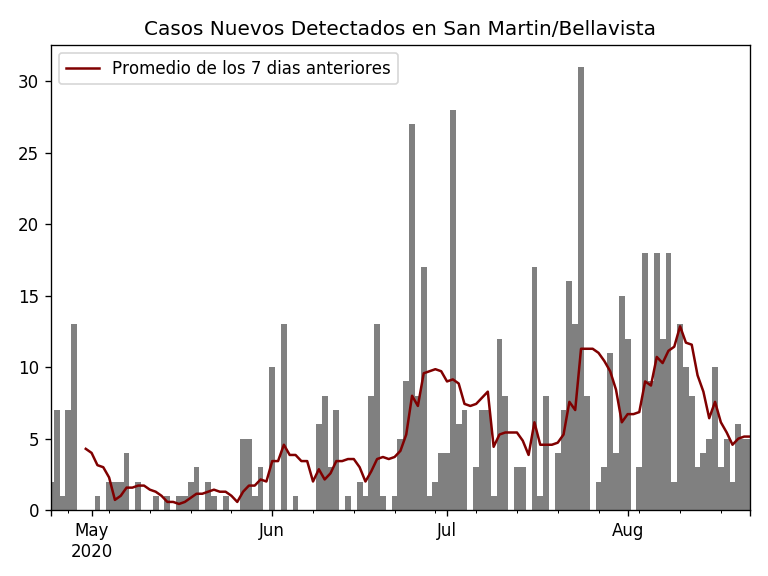 Casos Nuevos Detectados en San Martin/Bellavista
Promedio de los 7 dias anteriores
30
25
20
15
10
5
0
May
2020
Jun
Jul
Aug